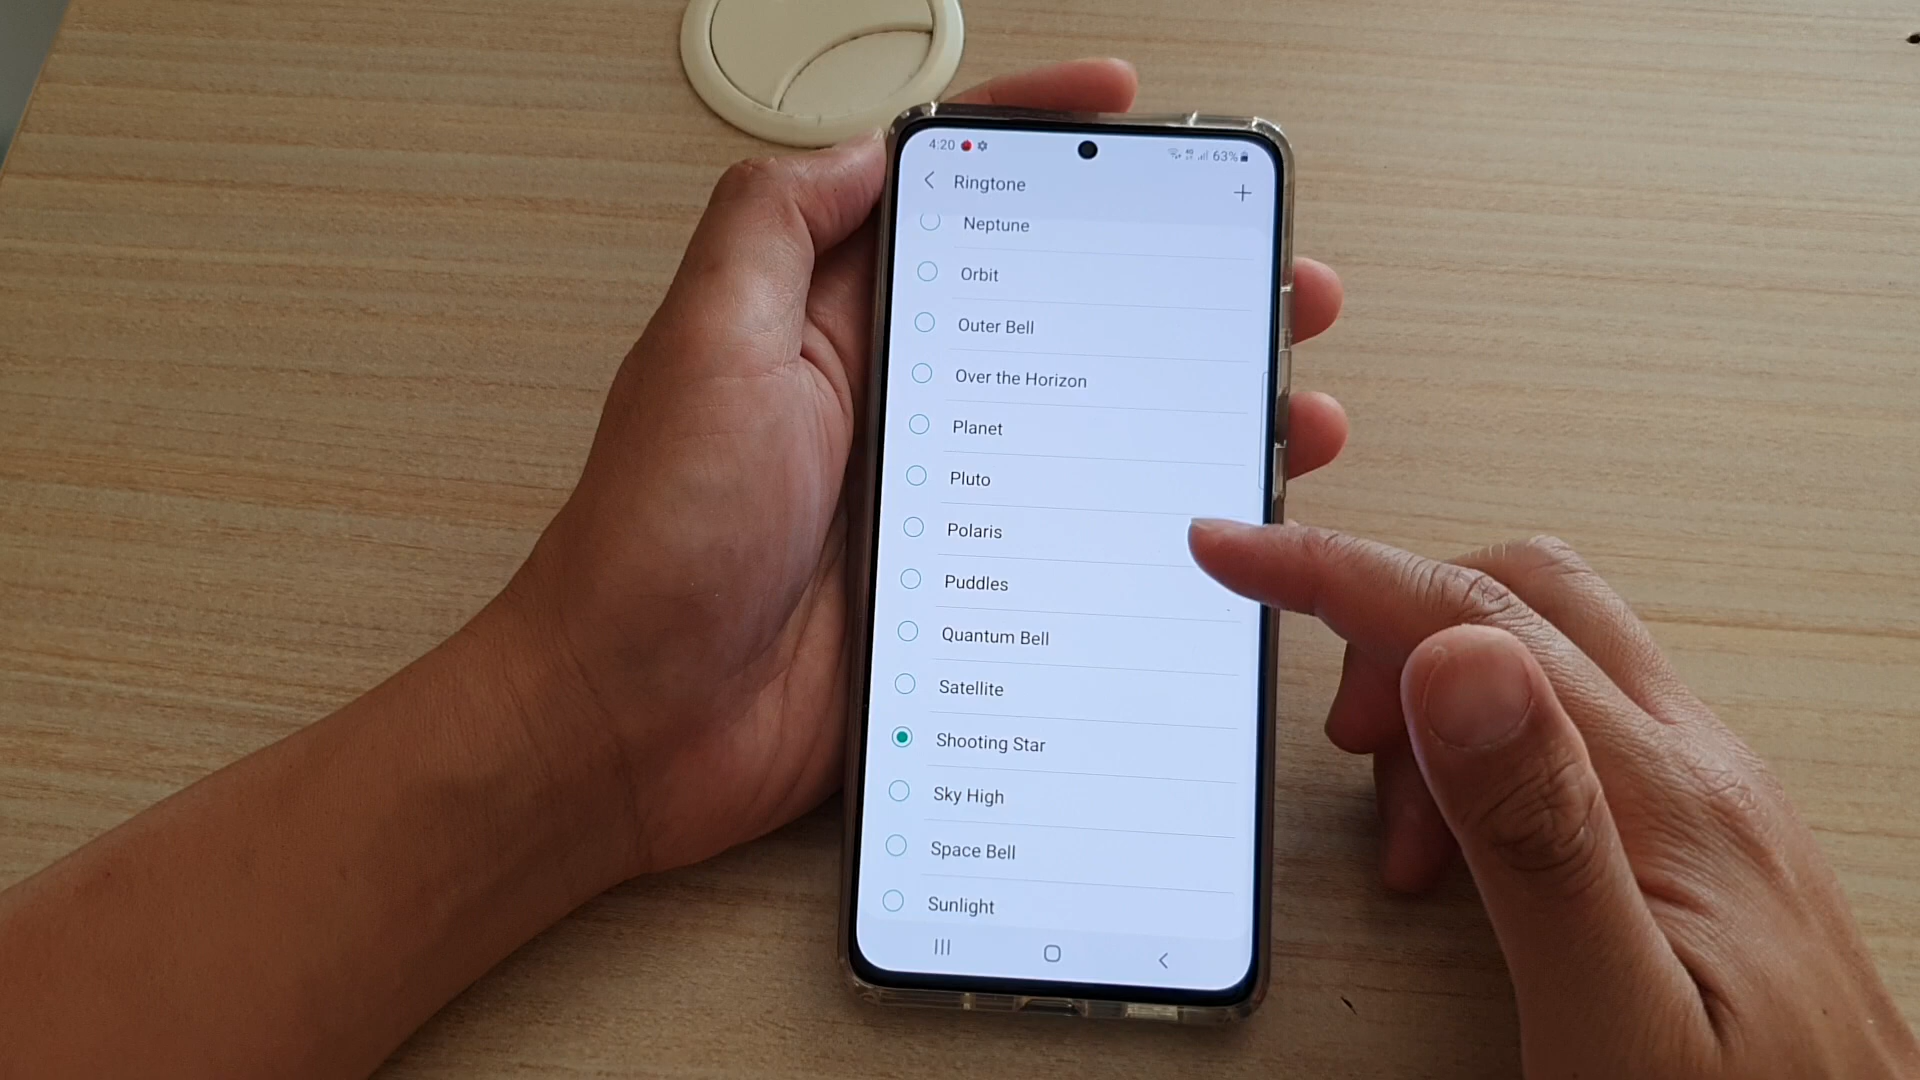 4:20 63%
Ringtone
Neptune
Orbit
Outer Bell
Over the Horizon
Planet
Pluto
Polaris
Puddles
Quantum Bell
Satellite
Shooting Star
Sky High
Space Bell
Sunlight